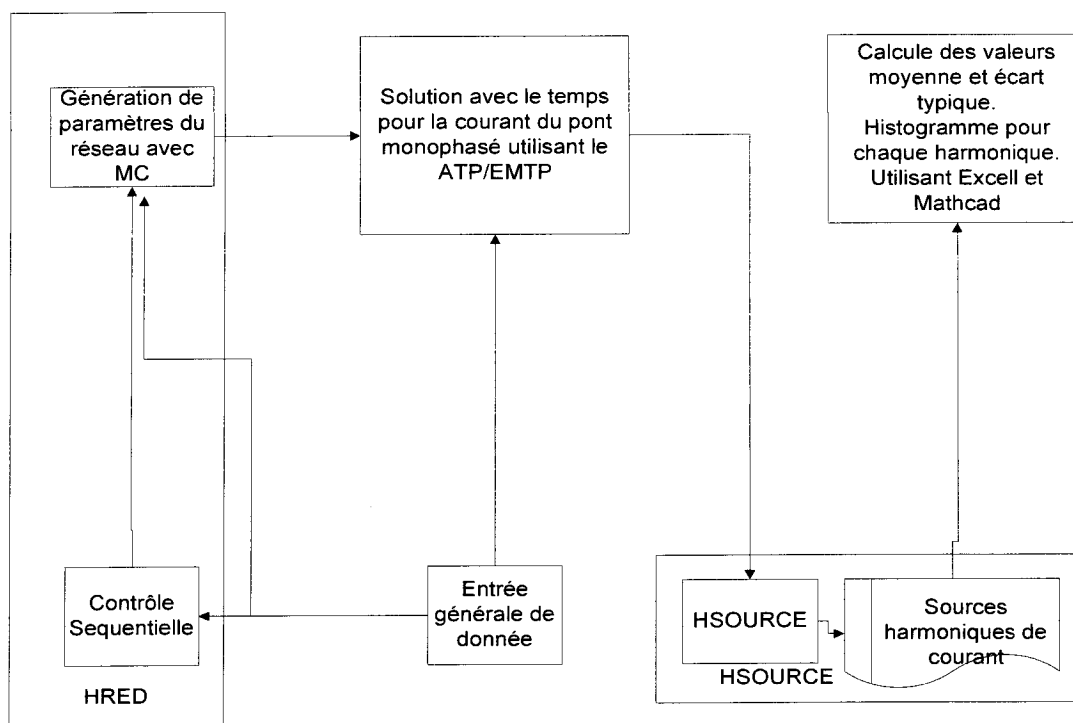 Génération de
paramètres du
réseau avec
MC
Solution avec le temps
pour la courant du pont
monophasé utilisant le
ATP/EMTP
Calcule des valeurs
moyenne et écart
typique.
Histogramme pour
chaque harmonique.
Utilisant Excell et
Mathcad
Contrôle
Sequentielle
HRED
Entrée
générale de
donnée
HSOURCE
HSOURCE
Sources
harmoniques de
courant